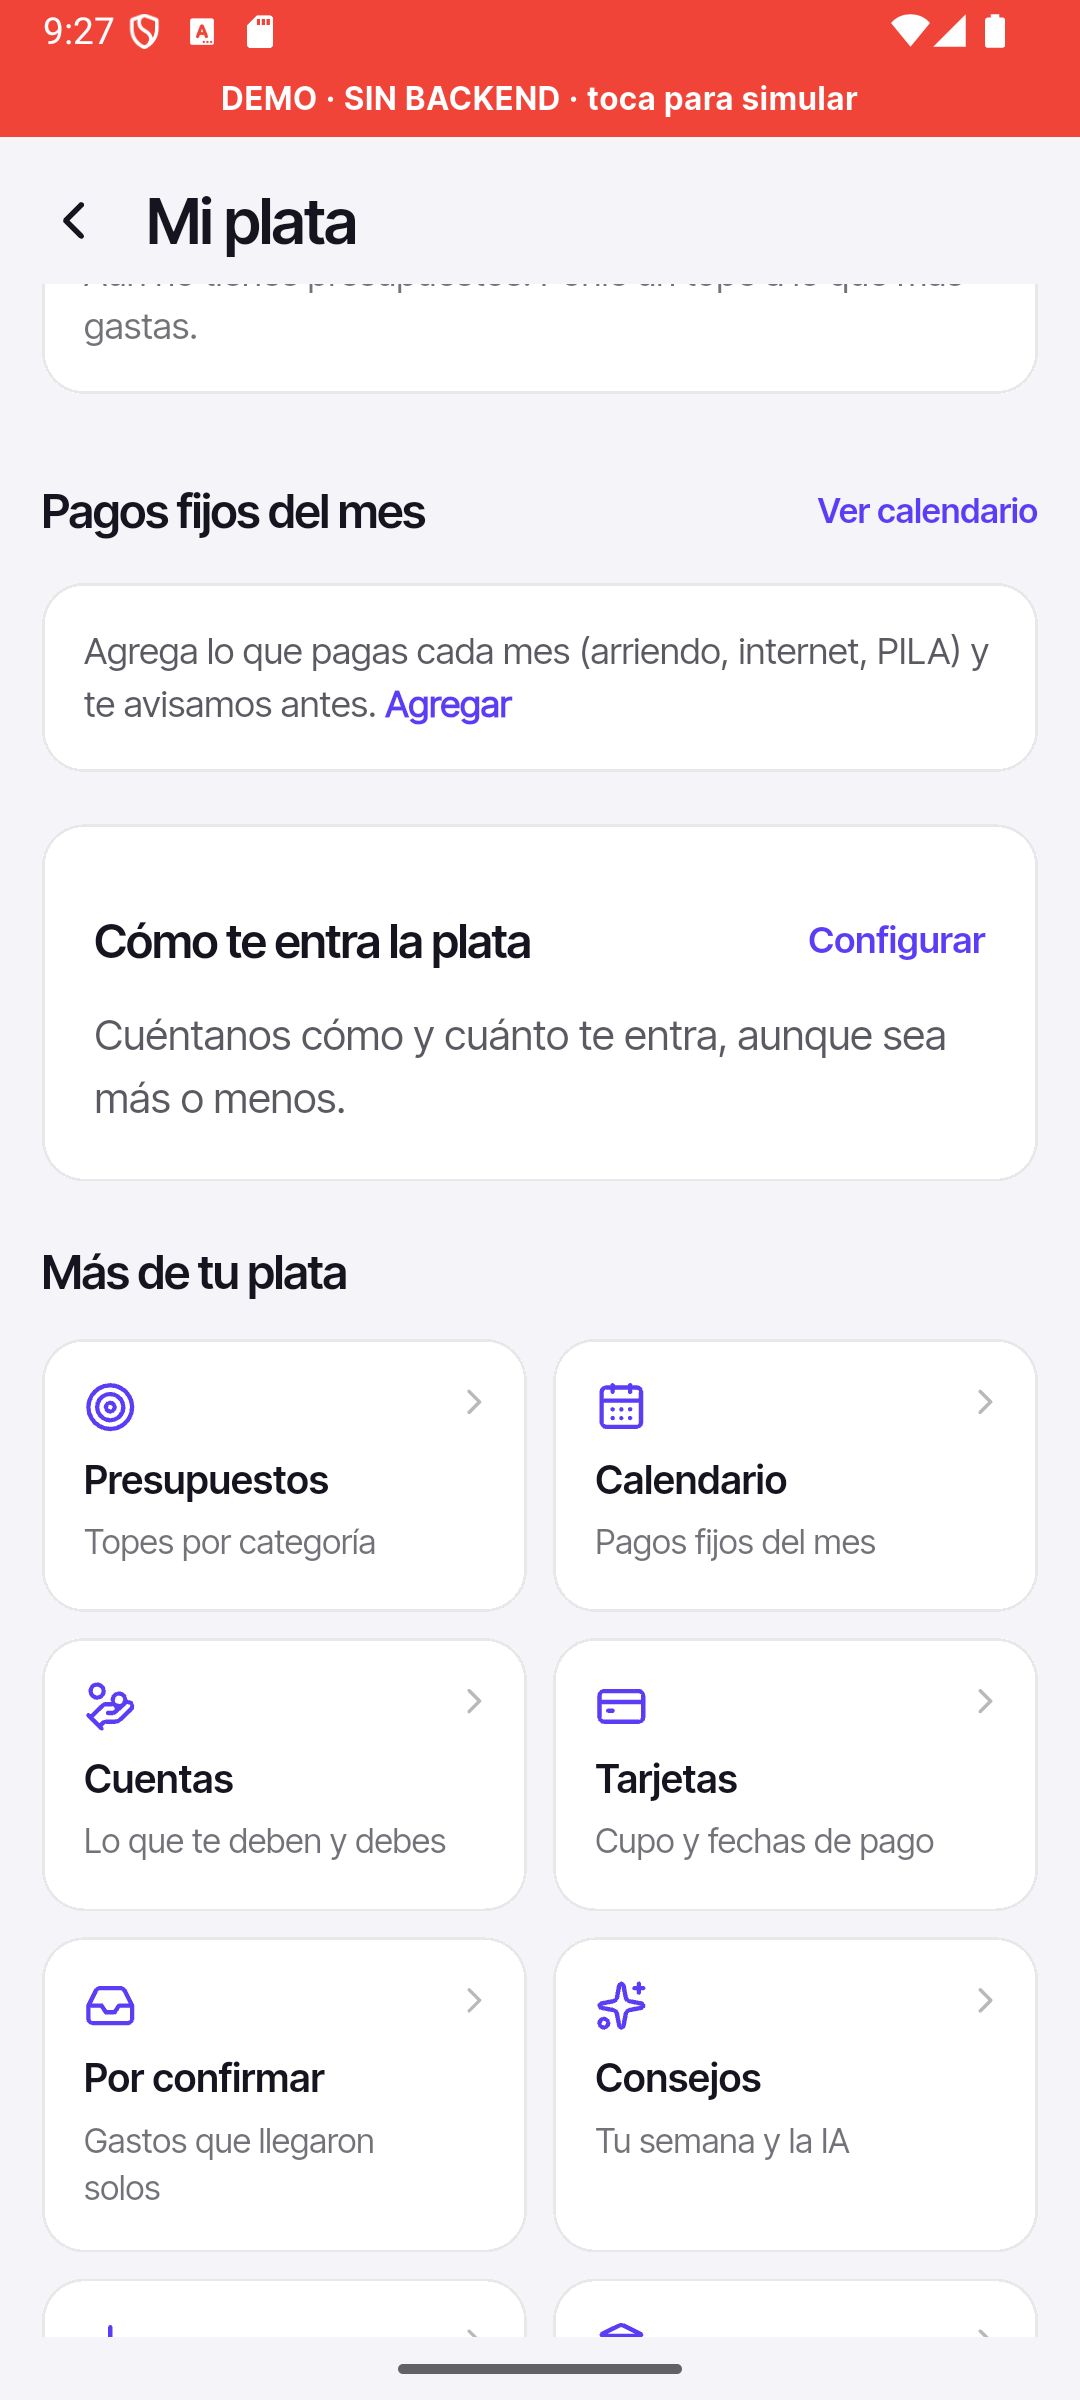 9:27
DEMO · SIN BACKEND · toca para simular
Mi plata
gastas.
Pagos fijos del mes
Ver calendario
Agrega lo que pagas cada mes (arriendo, internet, PILA) y
te avisamos antes. Agregar
Cómo te entra la plata
Configurar
Cuéntanos cómo y cuánto te entra, aunque sea
más o menos.
Más de tu plata
Presupuestos
Topes por categoría
Calendario
Pagos fijos del mes
Cuentas
Lo que te deben y debes
Tarjetas
Cupo y fechas de pago
Por confirmar
Gastos que llegaron
solos
Consejos
Tu semana y la IA